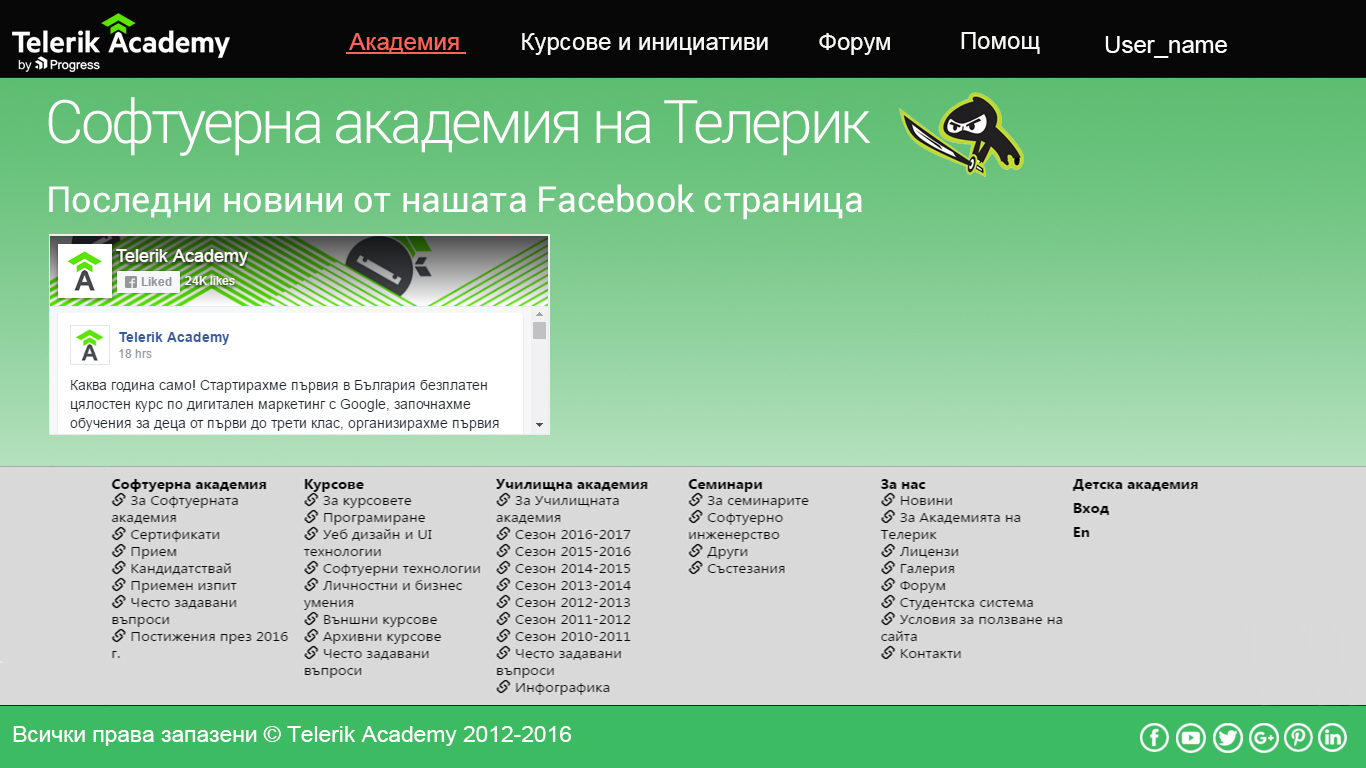 Telerik Academy
by Progress
Академия
Курсове и инициативи
Форум
Помощ
User_name
Софтуерна академия на Телерик
Последни новини от нашата Facebook страница
Telerik Academy
Liked
24K likes
A
Telerik Academy
18 hrs
A
Каква година само! Стартирахме първия в България безплатен
цялостен курс по дигитален маркетинг с Google, започнахме
обучения за деца от първи до трети клас, организирахме първия
Софтуерна академия
За Софтуерната
академия
Сертификати
Прием
Кандидатствай
Приемен изпит
Често задавани
въпроси
Постижения през 2016
г.
Курсове
За курсовете
Програмиране
Уеб дизайн и UI
технологии
Софтуерни технологии
Личностни и бизнес
умения
Външни курсове
Архивни курсове
Често задавани
въпроси
Училищна академия
За Училищната
академия
Сезон 2016-2017
Сезон 2015-2016
Сезон 2014-2015
Сезон 2013-2014
Сезон 2012-2013
Сезон 2011-2012
Сезон 2010-2011
Често задавани
въпроси
Инфографика
Семинари
За семинарите
Софтуерно
инженерство
Други
Състезания
За нас
Новини
За Академията на
Телерик
Лицензи
Галерия
Форум
Студентска система
Условия за ползване на
сайта
Контакти
Детска академия
Вход
En
Всички права запазени © Telerik Academy 2012-2016